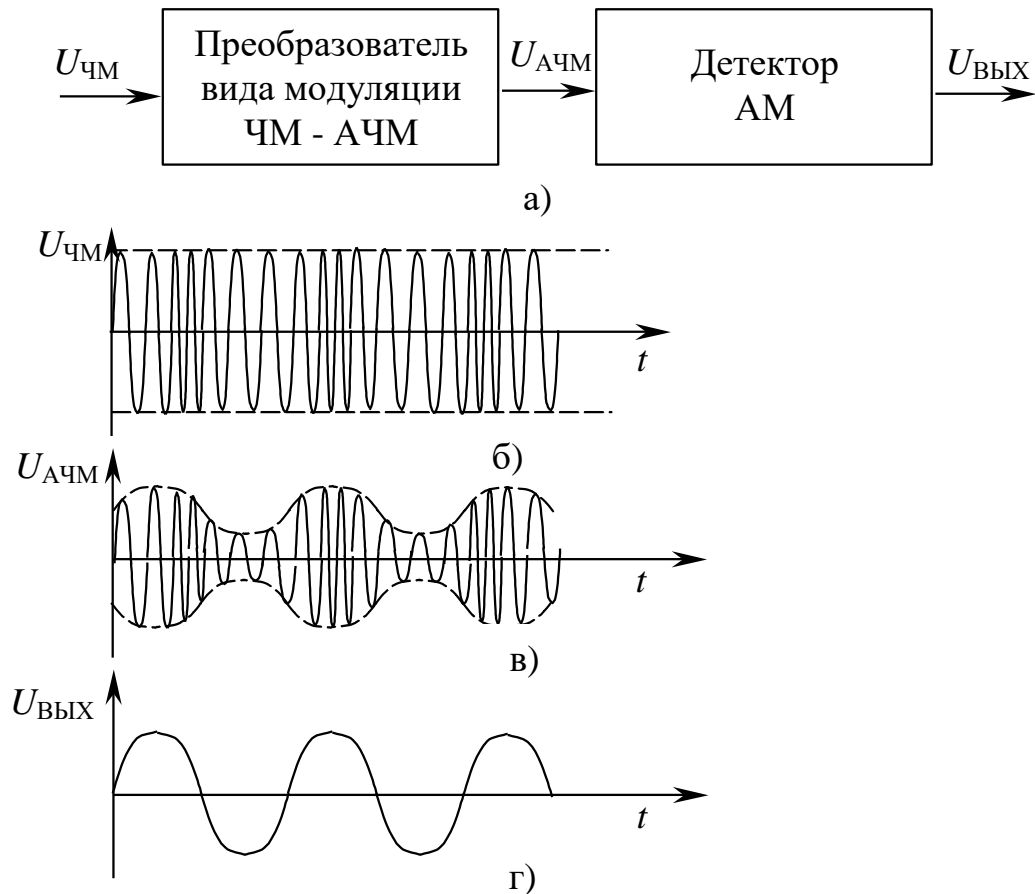 UЧМ
Преобразователь
вида модуляции
ЧМ - АЧМ
UАЧМ
Детектор
АМ
UВЫХ
а)
UЧМ
t
б)
UАЧМ
t
в)
UВЫХ
t
г)